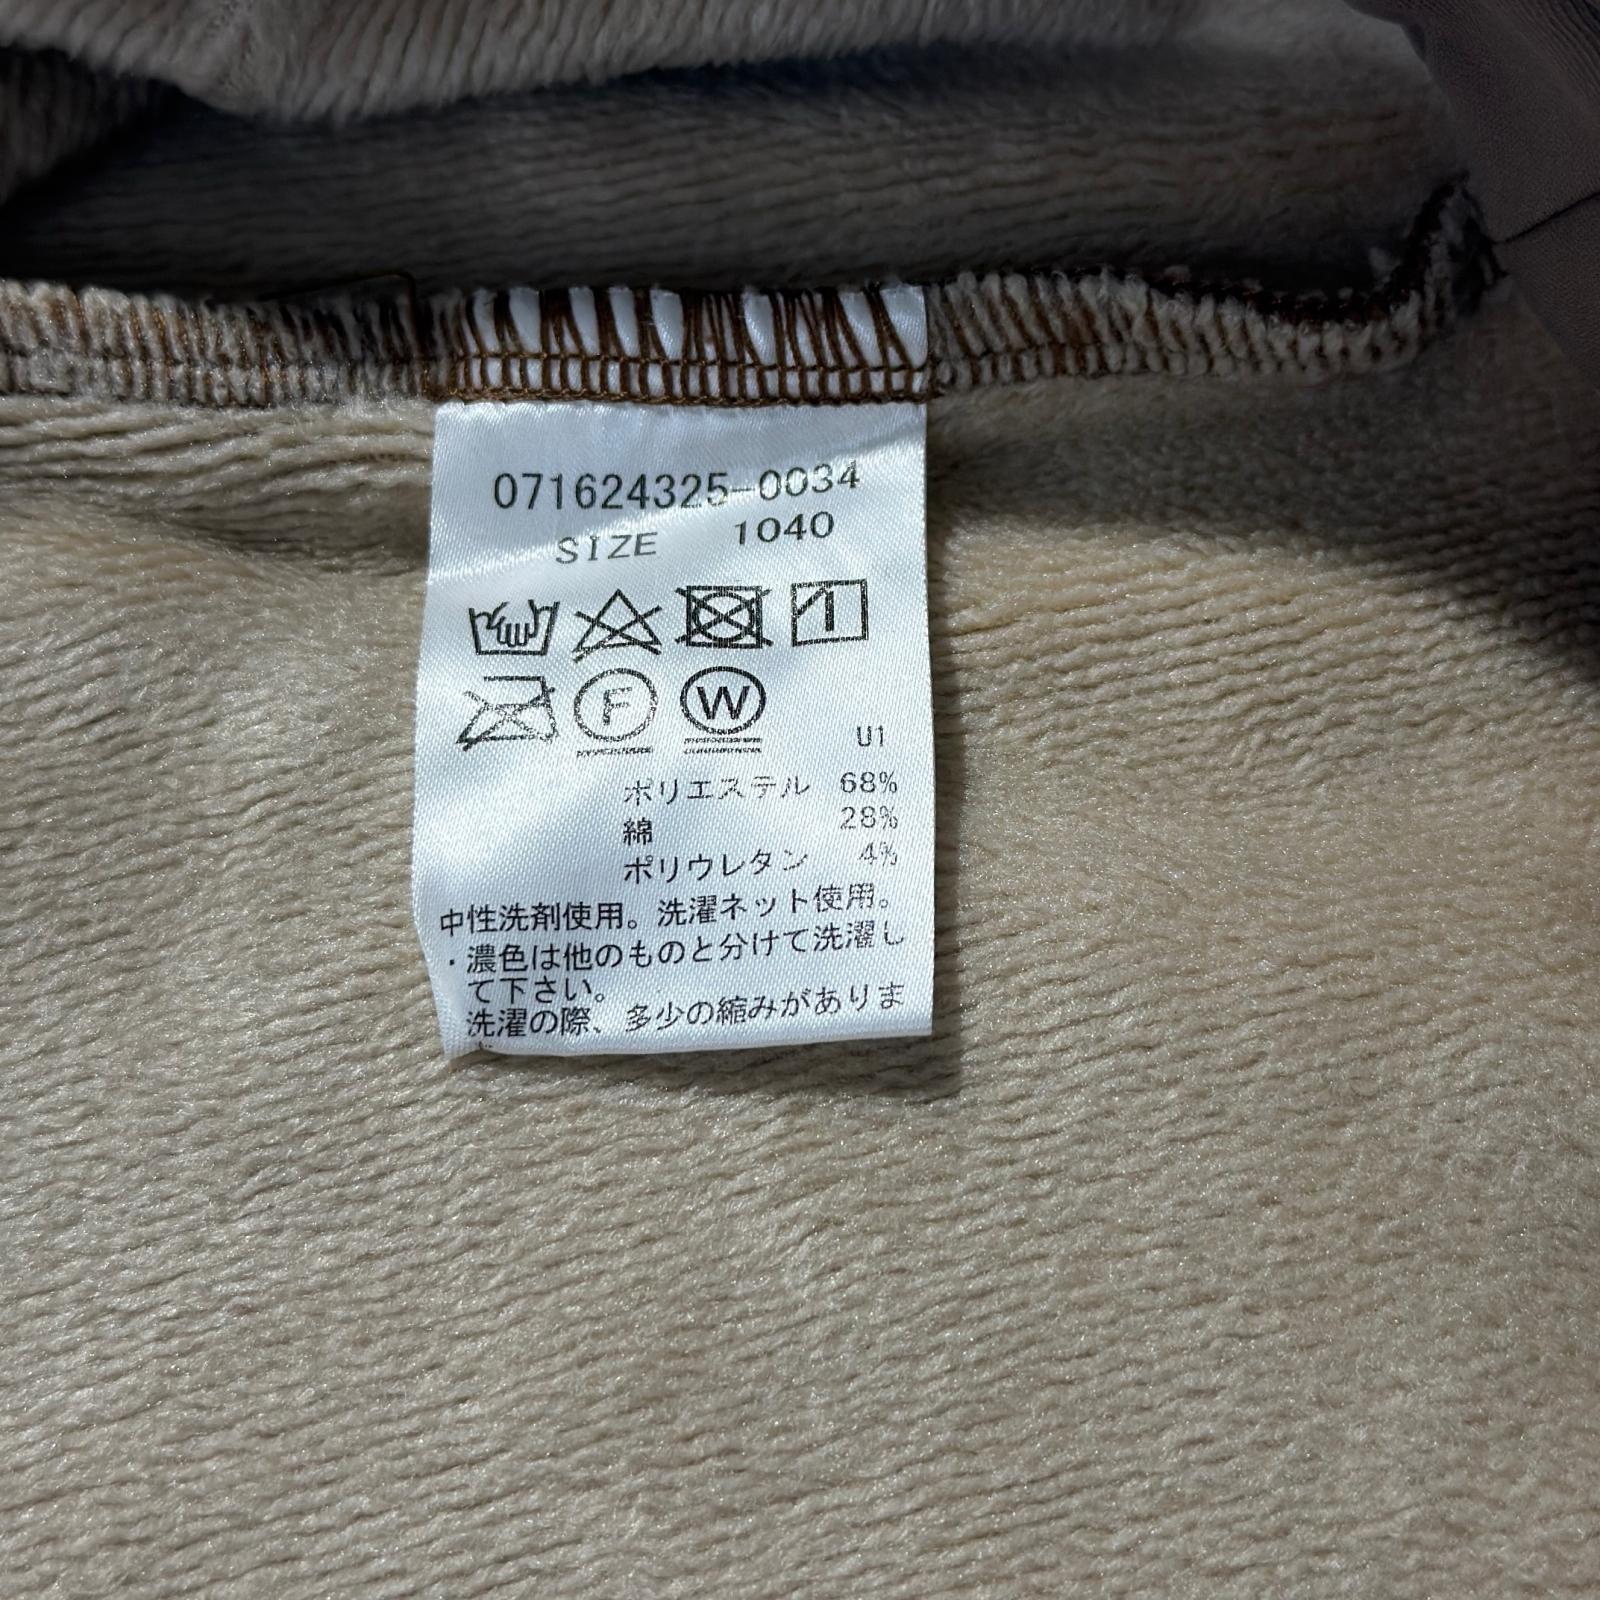 071624325-0034
SIZE 1040
F W
U1
ポリエステル 68%
綿 28%
ポリウレタン 4%
中性洗剤使用。洗濯ネット使用。
・濃色は他のものと分けて洗濯し
て下さい。
洗濯の際、多少の縮みがありま